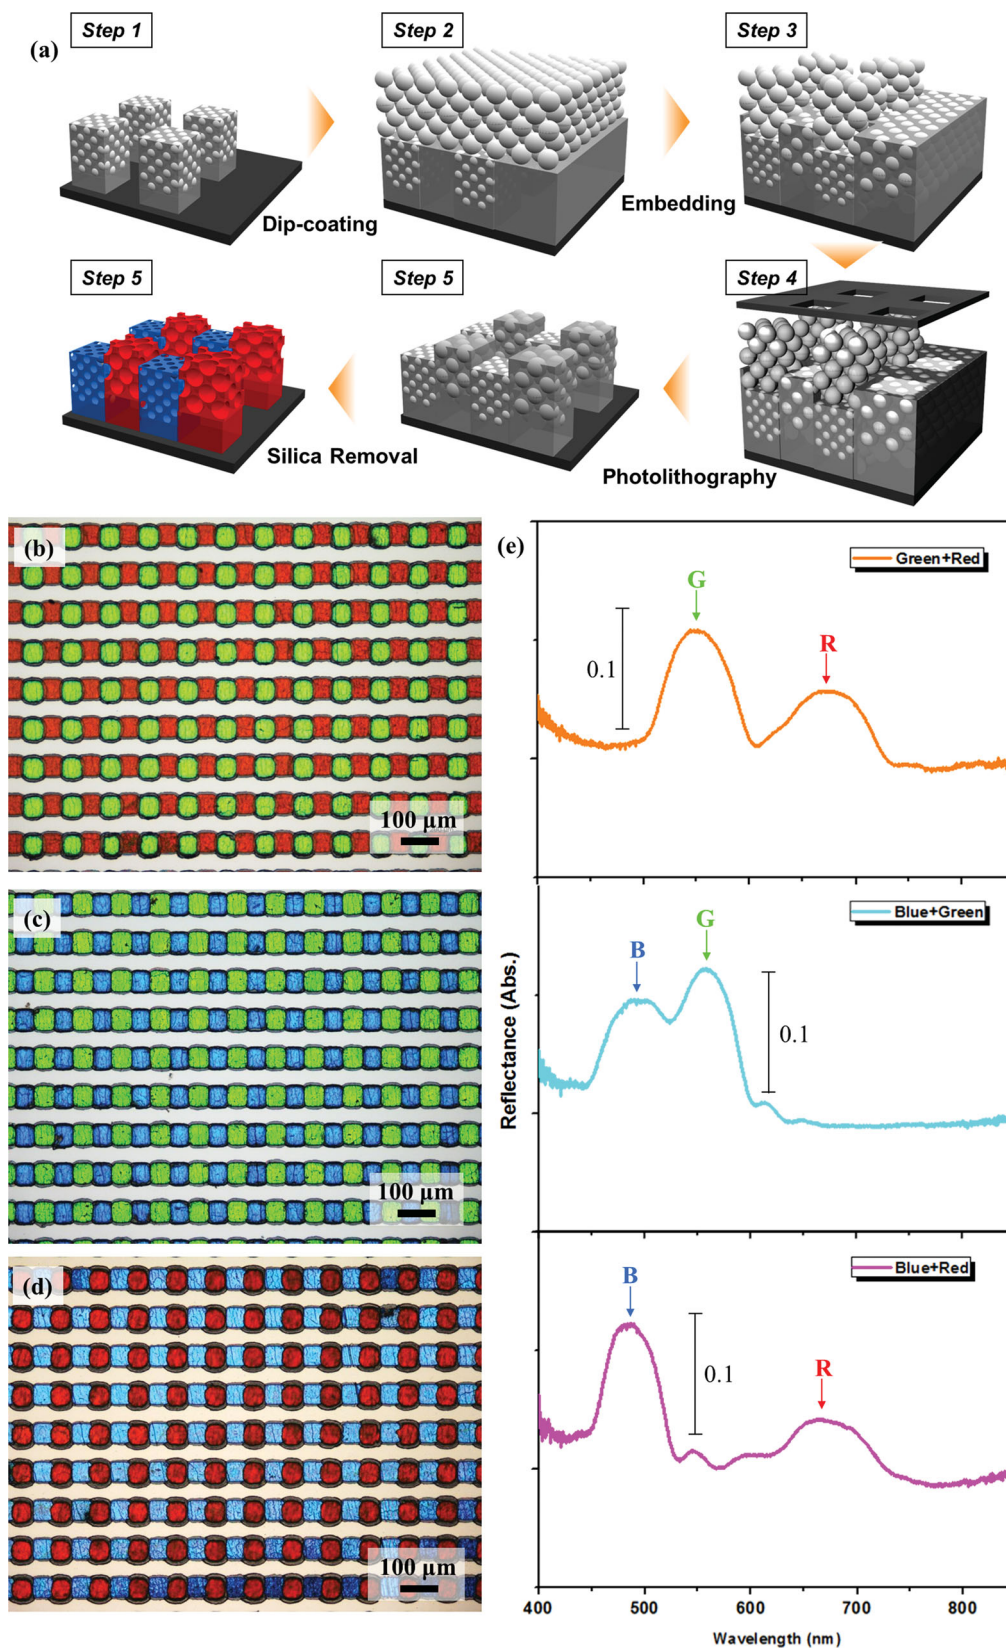 (a)
Step 1
Step 2
Step 3
Dip-coating
Embedding
Step 5
Step 5
Step 4
Silica Removal
Photolithography
(b)
100 µm
(c)
100 µm
(d)
100 µm
(e)
Green+Red
G
R
0.1
Blue+Green
B
G
0.1
Reflectance (Abs.)
Blue+Red
B
R
0.1
400
500
600
700
800
Wavelength (nm)